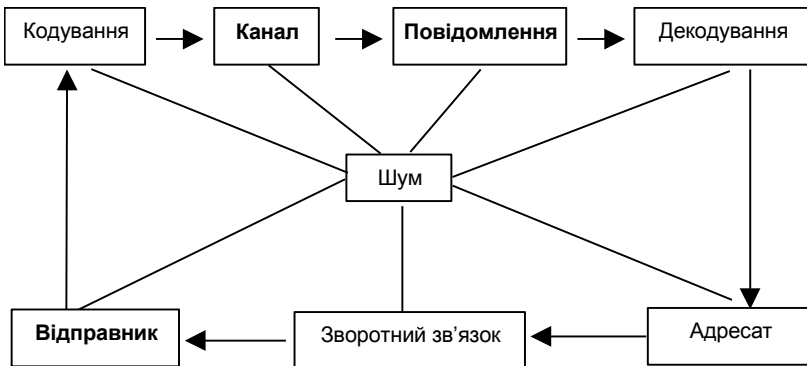 Кодування
Канал
Повідомлення
Декодування
Шум
Відправник
Зворотний зв’язок
Адресат